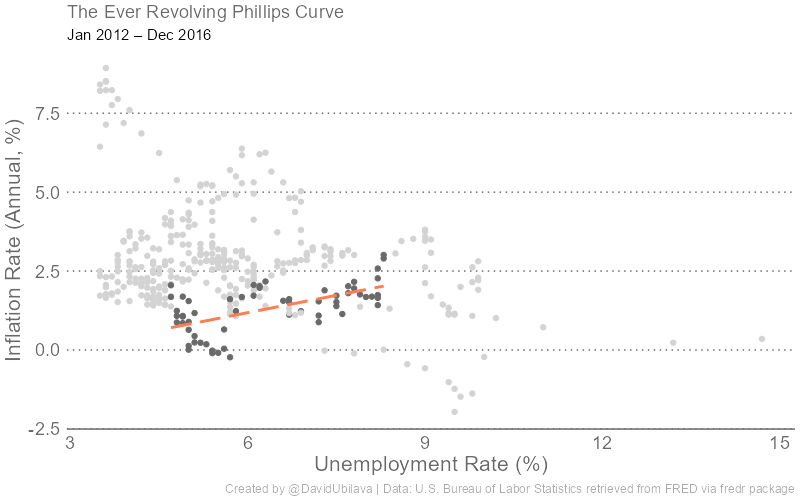 The Ever Revolving Phillips Curve
Jan 2012 – Dec 2016
Inflation Rate (Annual, %)
7.5
5.0
2.5
0.0
-2.5
3 6 9 12 15
Unemployment Rate (%)
Created by @DavidUbilava | Data: U.S. Bureau of Labor Statistics retrieved from FRED via fredr package